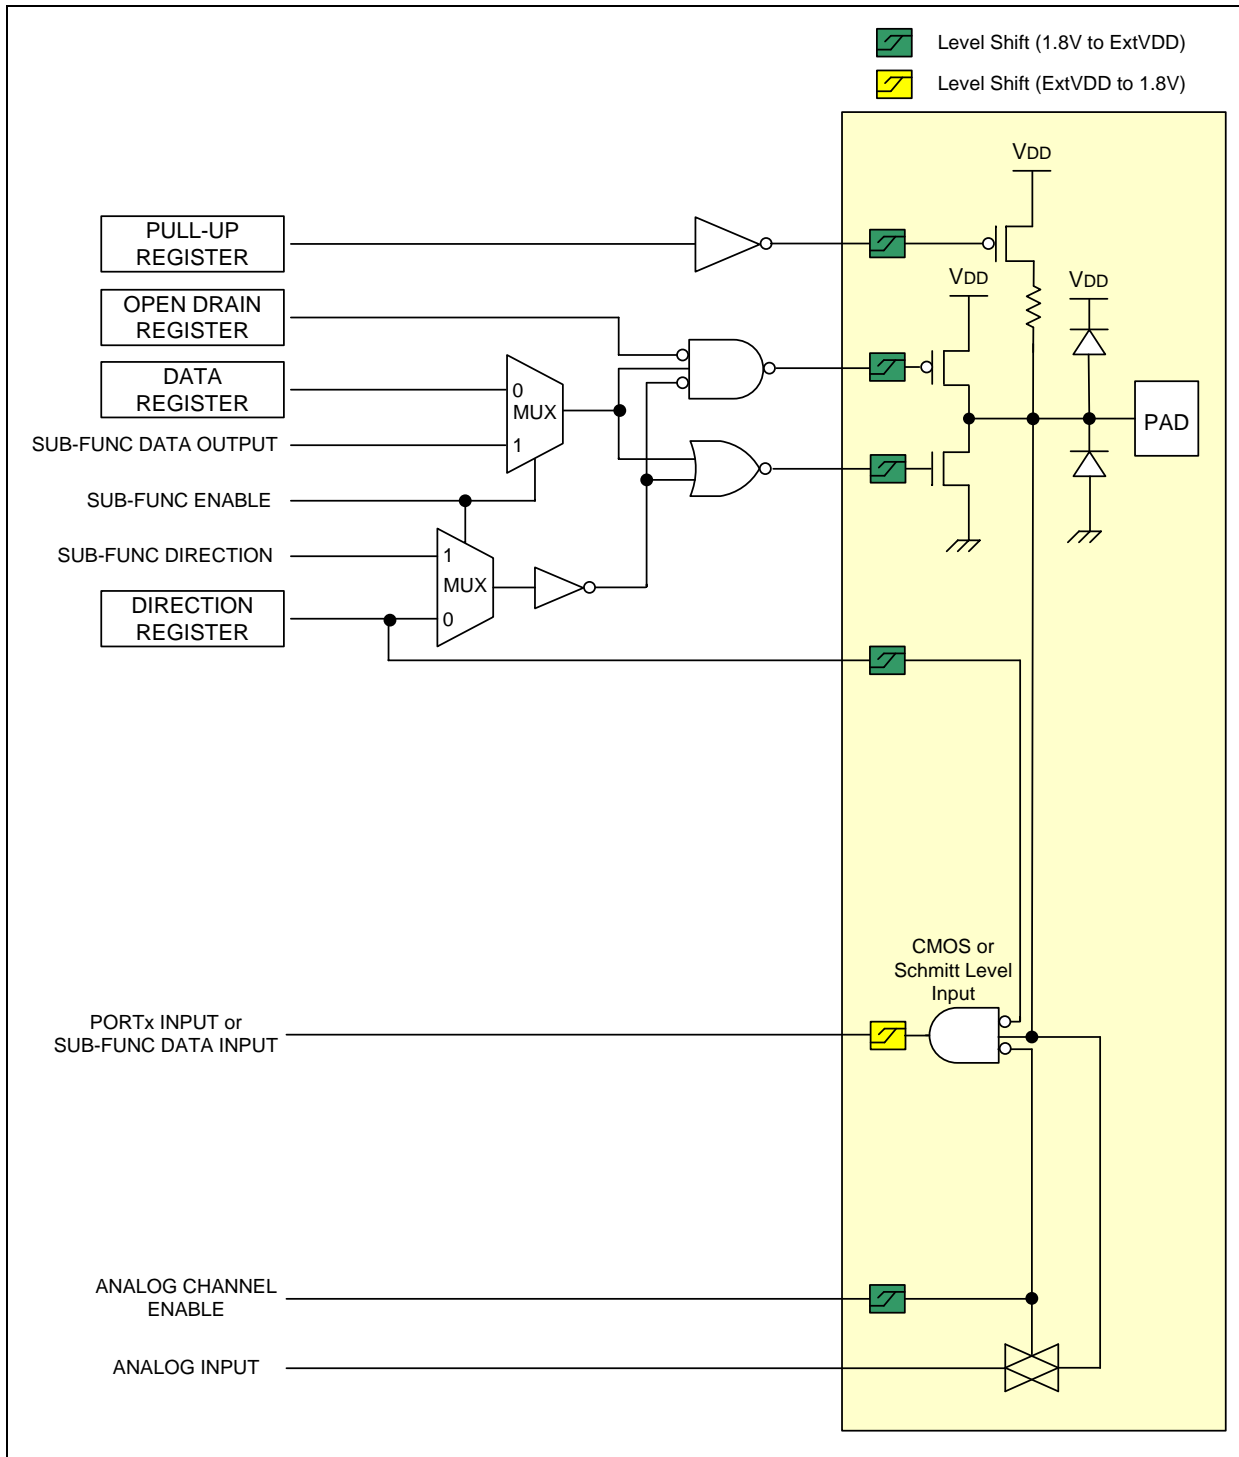 Level Shift (1.8V to ExtVDD)
Level Shift (ExtVDD to 1.8V)
VDD
PULL-UP
REGISTER
VDD
VDD
OPEN DRAIN
REGISTER
DATA
REGISTER
0
MUX
1
PAD
SUB-FUNC DATA OUTPUT
SUB-FUNC ENABLE
SUB-FUNC DIRECTION
1
MUX
0
DIRECTION
REGISTER
CMOS or
Schmitt Level
Input
PORTx INPUT or
SUB-FUNC DATA INPUT
ANALOG CHANNEL
ENABLE
ANALOG INPUT